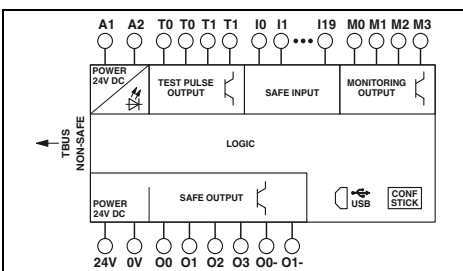 A1 A2 T0 T0 T1 T1 I0 I1 ••• I19 M0 M1 M2 M3
POWER
24V DC
TEST PULSE
OUTPUT
SAFE INPUT
MONITORING
OUTPUT
TBUS
NON-SAFE
LOGIC
POWER
24V DC
SAFE OUTPUT
USB
CONF
STICK
24V 0V O0 O1 O2 O3 O0- O1-